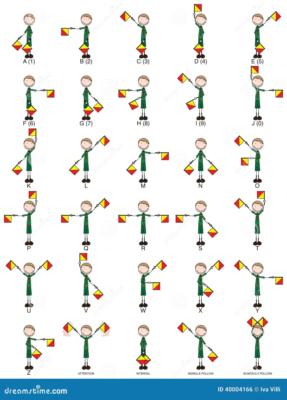 A (1) B (2) C (3) D (4) E (5)
F (6) G (7) H (8) I (9) J (0)
K L M N O
P Q R S T
U V W X Y
Z ATTENTION INTERVAL SIGNALS FOLLOW NUMERALS FOLLOW
dreamstime.com
ID 40004166 © Iva Villi